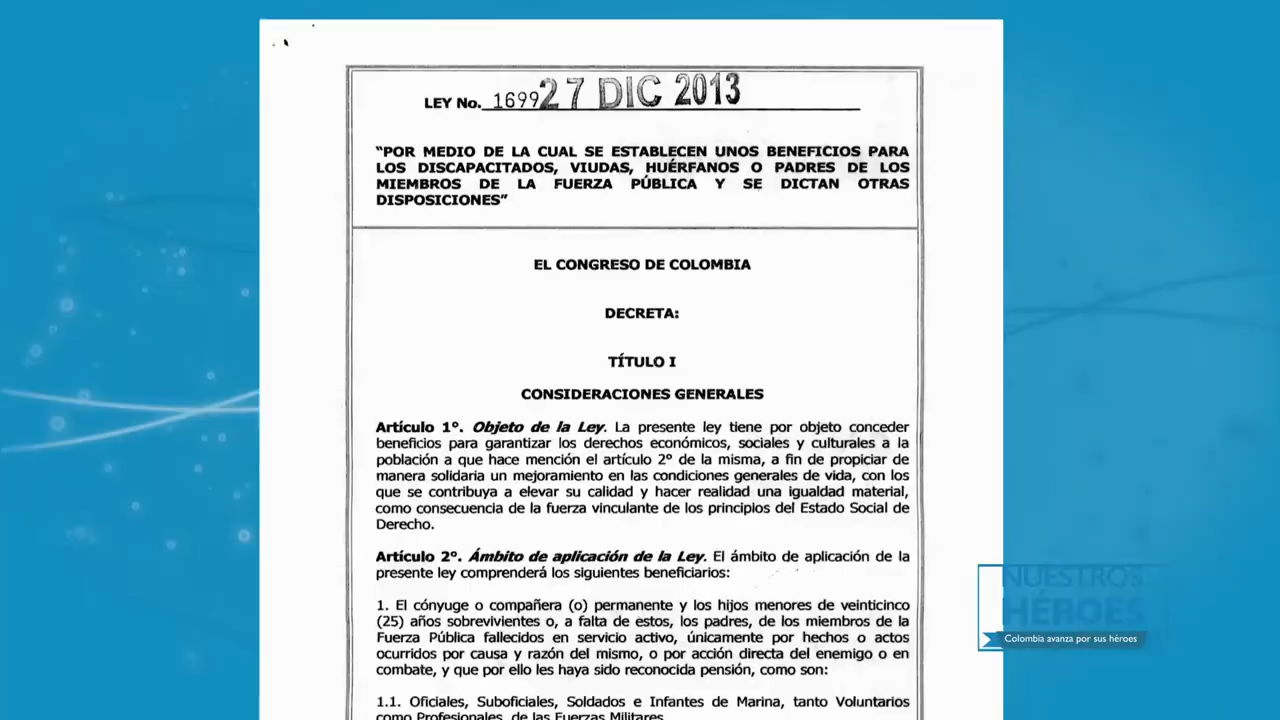 LEY No. 1699 27 DIC 2013
"POR MEDIO DE LA CUAL SE ESTABLECEN UNOS BENEFICIOS PARA
LOS DISCAPACITADOS, VIUDAS, HUÉRFANOS O PADRES DE LOS
MIEMBROS DE LA FUERZA PÚBLICA Y SE DICTAN OTRAS
DISPOSICIONES"
EL CONGRESO DE COLOMBIA
DECRETA:
TÍTULO I
CONSIDERACIONES GENERALES
Artículo 1°. Objeto de la Ley. La presente ley tiene por objeto conceder
beneficios para garantizar los derechos económicos, sociales y culturales a la
población a que hace mención el artículo 2° de la misma, a fin de propiciar de
manera solidaria un mejoramiento en las condiciones generales de vida, con los
que se contribuya a elevar su calidad y hacer realidad una igualdad material,
como consecuencia de la fuerza vinculante de los principios del Estado Social de
Derecho.
Artículo 2°. Ámbito de aplicación de la Ley. El ámbito de aplicación de la
presente ley comprenderá los siguientes beneficiarios:
1. El cónyuge o compañera (o) permanente y los hijos menores de veinticinco
(25) años sobrevivientes o, a falta de estos, los padres, de los miembros de la
Fuerza Pública fallecidos en servicio activo, únicamente por hechos o actos
ocurridos por causa y razón del mismo, o por acción directa del enemigo o en
combate, y que por ello les haya sido reconocida pensión, como son:
1.1. Oficiales, Suboficiales, Soldados e Infantes de Marina, tanto Voluntarios
como Profesionales, de las Fuerzas Militares.
NUESTROS
HÉROES
Colombia avanza por sus héroes